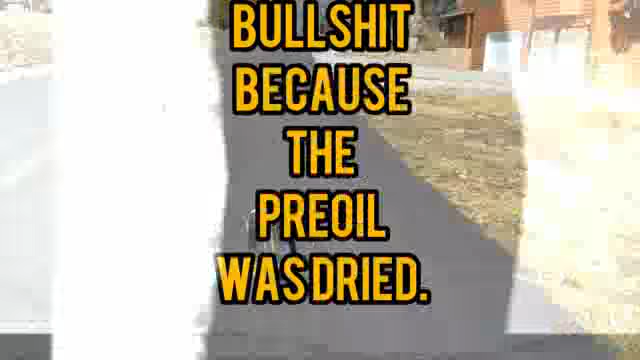 BULLSHIT
BECAUSE
THE
PREOIL
WAS DRIED.